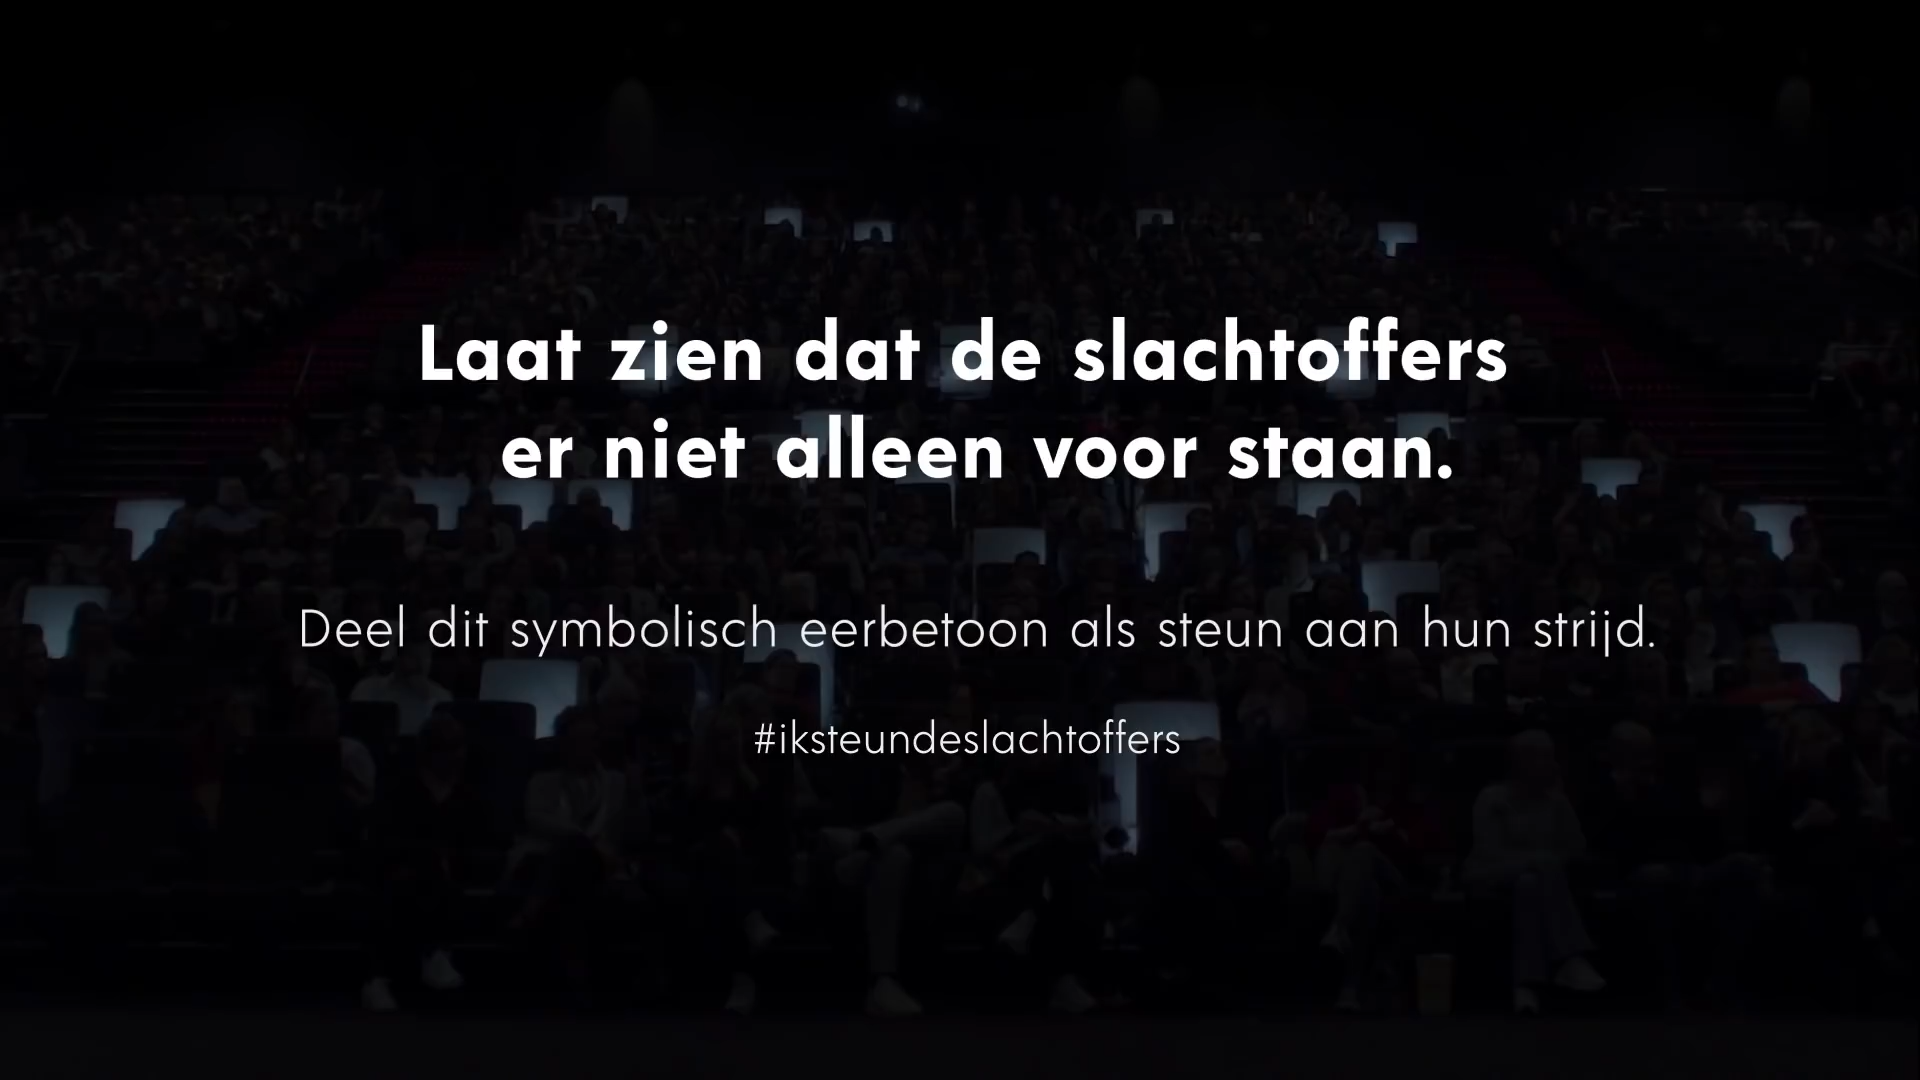 Laat zien dat de slachtoffers
er niet alleen voor staan.
Deel dit symbolisch eerbetoon als steun aan hun strijd.
#iksteundeslachtoffers